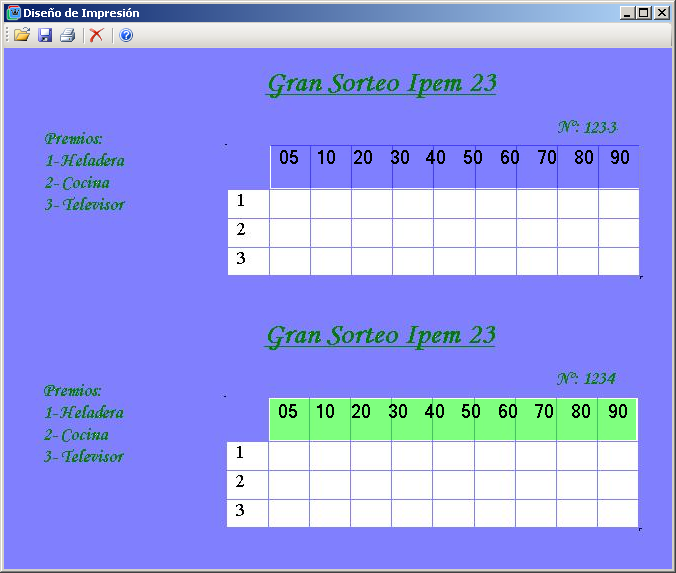 Diseño de Impresión
Gran Sorteo Ipem 23
Nº: 1233
Premios:
1- Heladera
2- Cocina
3- Televisor
05 10 20 30 40 50 60 70 80 90
1
2
3
Gran Sorteo Ipem 23
Nº: 1234
Premios:
1- Heladera
2- Cocina
3- Televisor
05 10 20 30 40 50 60 70 80 90
1
2
3